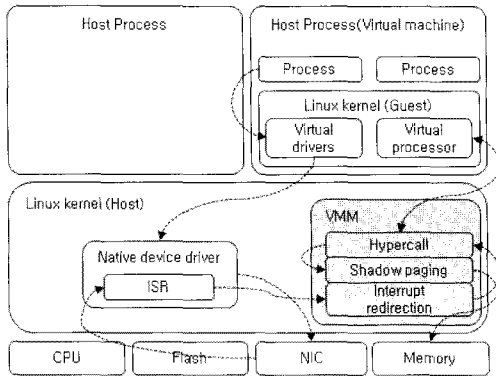 Host Process
Host Process(Virtual machine)
Process
Process
Linux kernel (Guest)
Virtual
drivers
Virtual
processor
Linux kernel (Host)
VMM
Hypercall
Native device driver
Shadow paging
ISR
Interrupt
redirection
CPU
Flash
NIC
Memory